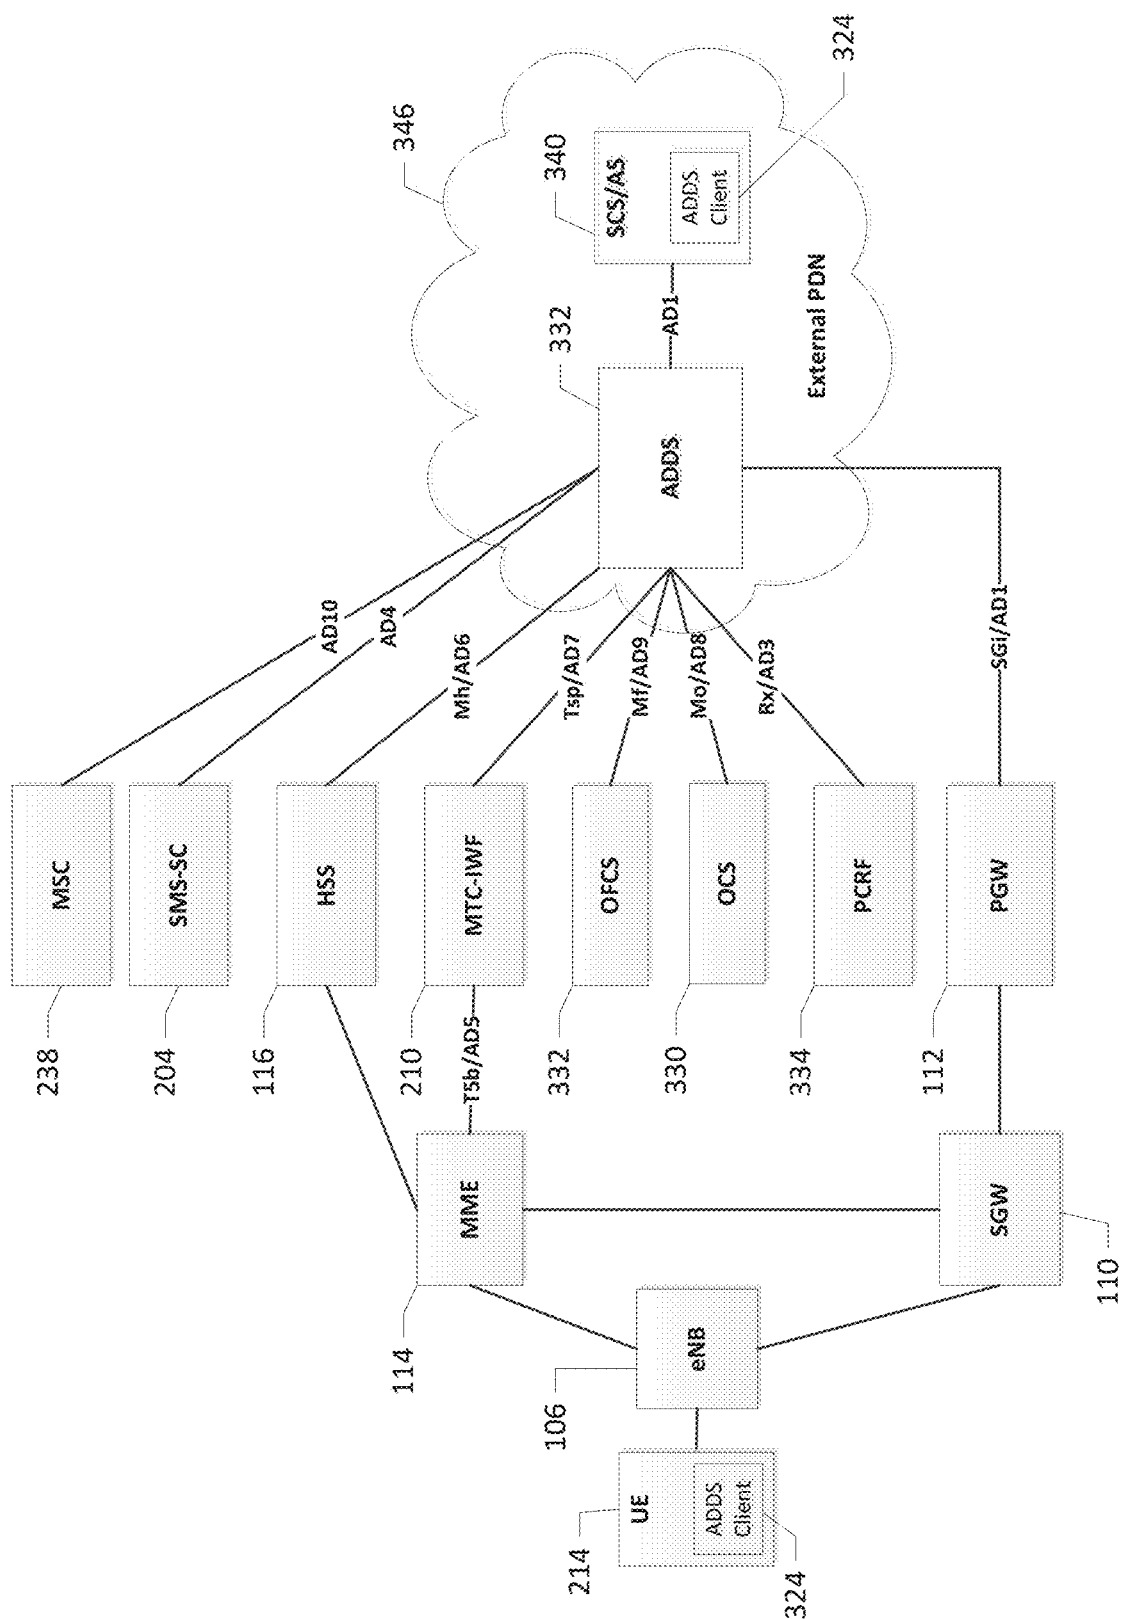 238
MSC
204
SMS-SC
116
HSS
AD10
AD4
346
114
MME
210
T5b/AD5
MTC-IWF
Mh/AD6
Tsp/AD7
332
OFCS
Mf/AD9
332
ADDS
AD1
340
SCS/AS
ADDS
Client
324
214
UE
ADDS
Client
324
106
eNB
330
OCS
Mo/AD8
334
PCRF
Rx/AD3
External PDN
112
PGW
SGi/AD1
SGW
110